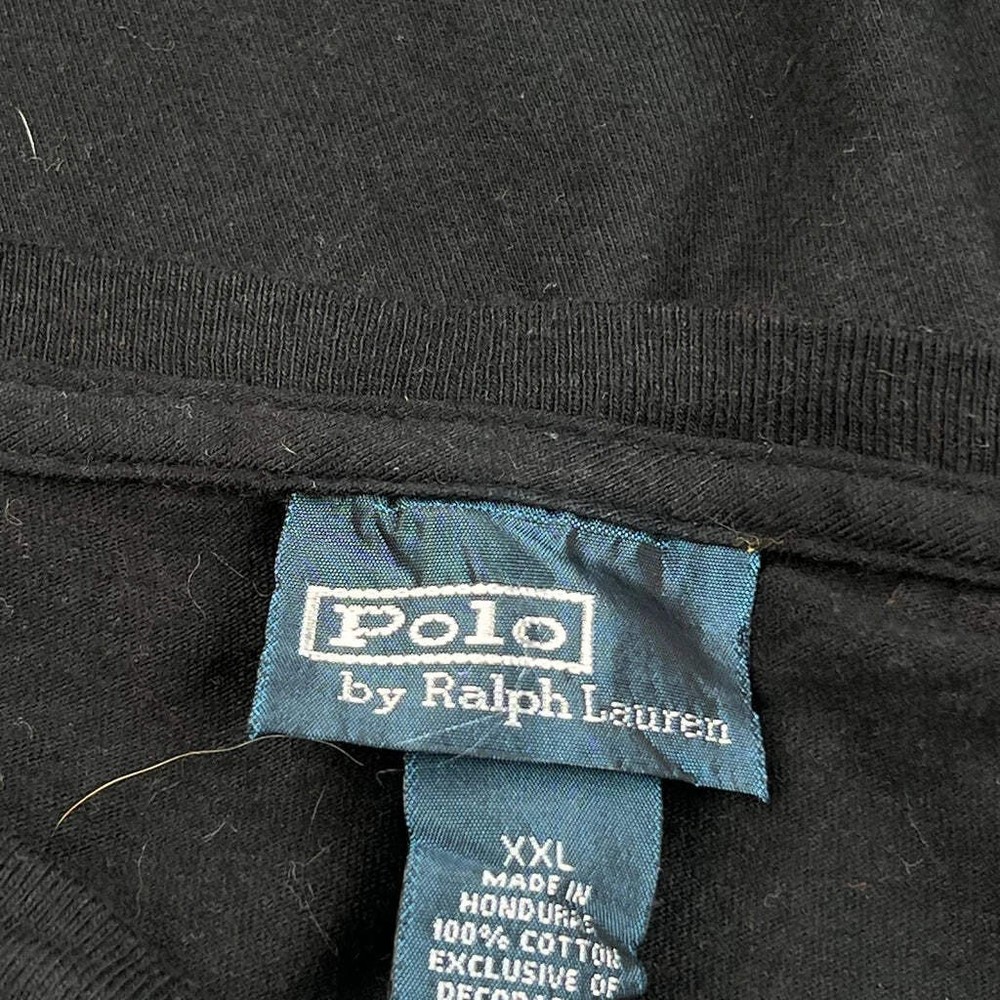 Polo
by Ralph Lauren
XXL
MADE IN
HONDURAS
100% COTTON
EXCLUSIVE OF